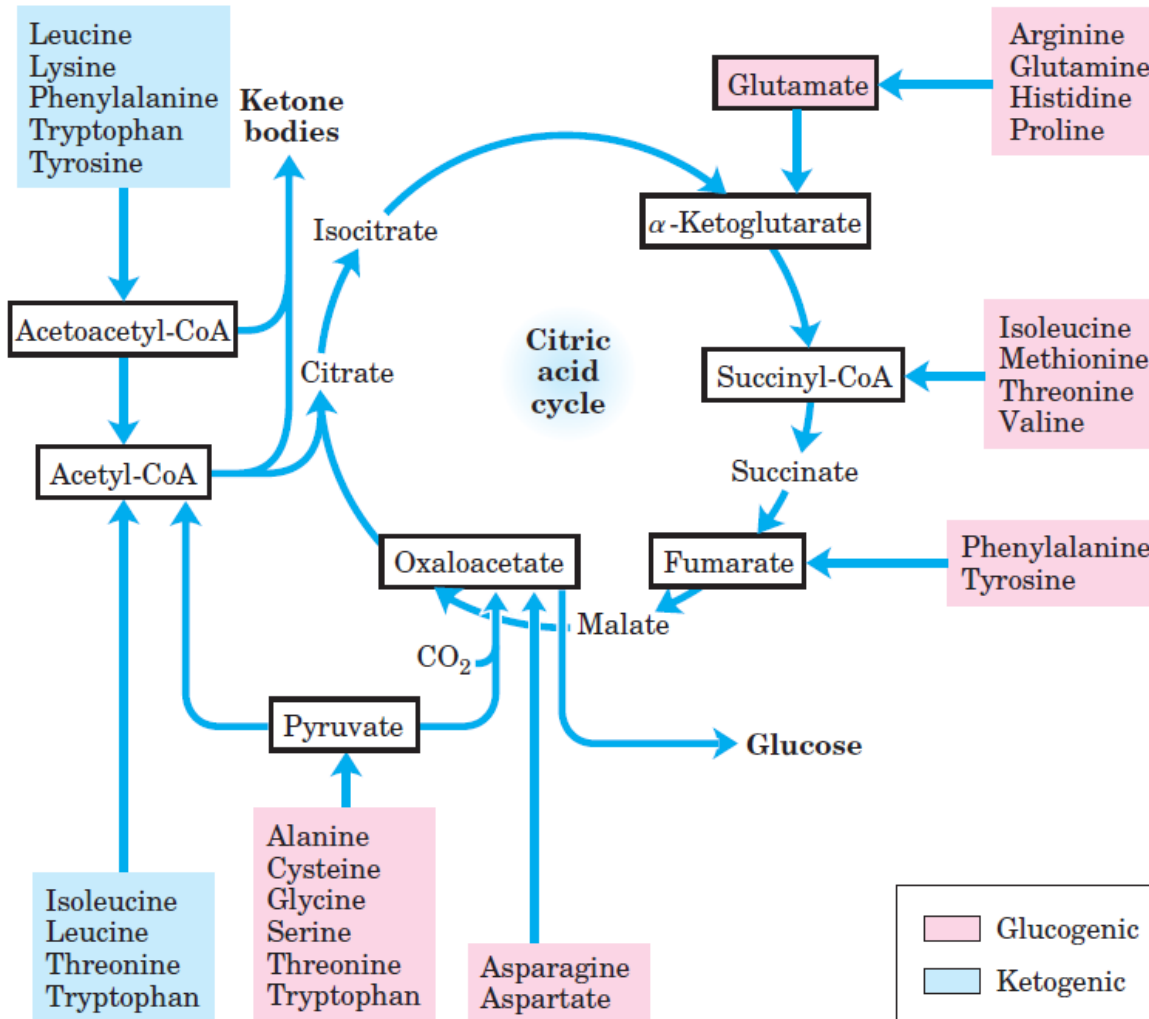 Leucine
Lysine
Phenylalanine
Tryptophan
Tyrosine
Ketone
bodies
Glutamate
Arginine
Glutamine
Histidine
Proline
Isocitrate
α-Ketoglutarate
Acetoacetyl-CoA
Citrate
Citric
acid
cycle
Succinyl-CoA
Isoleucine
Methionine
Threonine
Valine
Acetyl-CoA
Succinate
Oxaloacetate
Fumarate
Phenylalanine
Tyrosine
Malate
CO₂
Pyruvate
Glucose
Isoleucine
Leucine
Threonine
Tryptophan
Alanine
Cysteine
Glycine
Serine
Threonine
Tryptophan
Asparagine
Aspartate
Glucogenic
Ketogenic